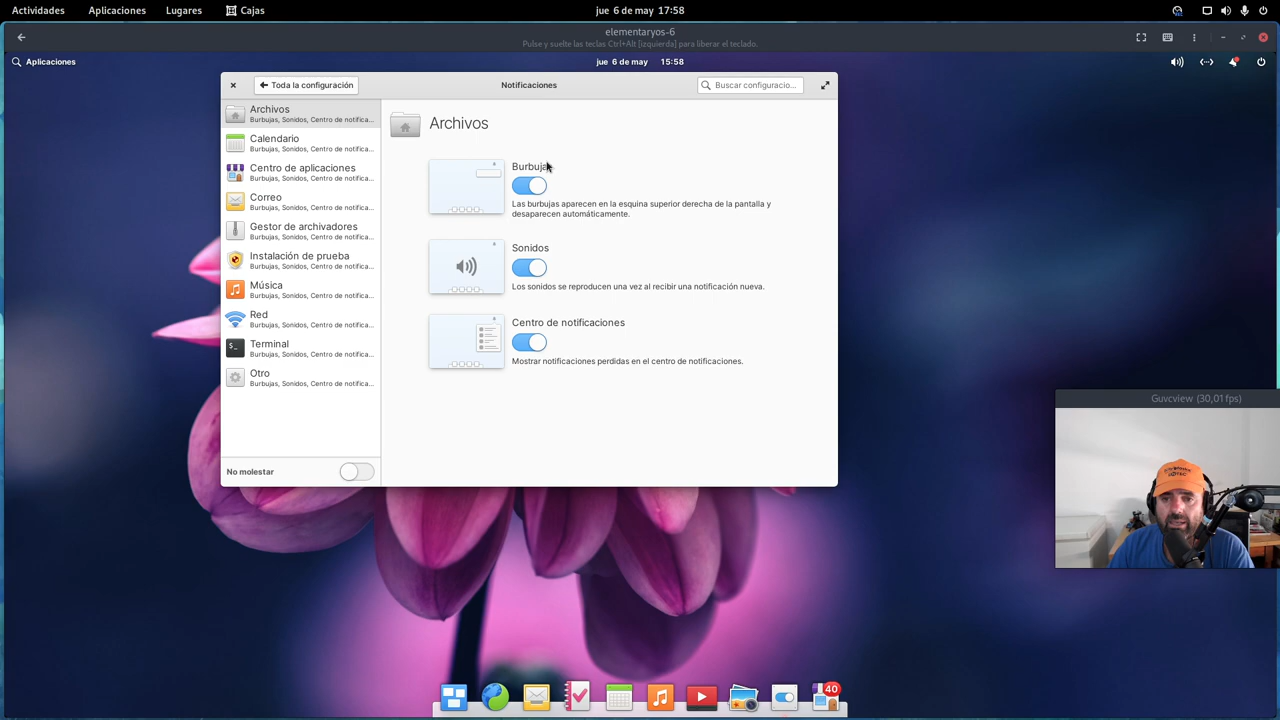 Actividades Aplicaciones Lugares Cajas jue 6 de may 17:58
elementaryos-6
Pulse y suelte las teclas Ctrl+Alt [izquierda] para liberar el teclado.
Aplicaciones jue 6 de may 15:58
Toda la configuración Notificaciones Buscar configuracio...
Archivos
Burbujas, Sonidos, Centro de notifica...
Calendario
Burbujas, Sonidos, Centro de notifica...
Centro de aplicaciones
Burbujas, Sonidos, Centro de notifica...
Correo
Burbujas, Sonidos, Centro de notifica...
Gestor de archivadores
Burbujas, Sonidos, Centro de notifica...
Instalación de prueba
Burbujas, Sonidos, Centro de notifica...
Música
Burbujas, Sonidos, Centro de notifica...
Red
Burbujas, Sonidos, Centro de notifica...
Terminal
Burbujas, Sonidos, Centro de notifica...
Otro
Burbujas, Sonidos, Centro de notifica...
No molestar
Archivos
Burbujas
Las burbujas aparecen en la esquina superior derecha de la pantalla y
desaparecen automáticamente.
Sonidos
Los sonidos se reproducen una vez al recibir una notificación nueva.
Centro de notificaciones
Mostrar notificaciones perdidas en el centro de notificaciones.
Guvcview (30,01 fps)
40